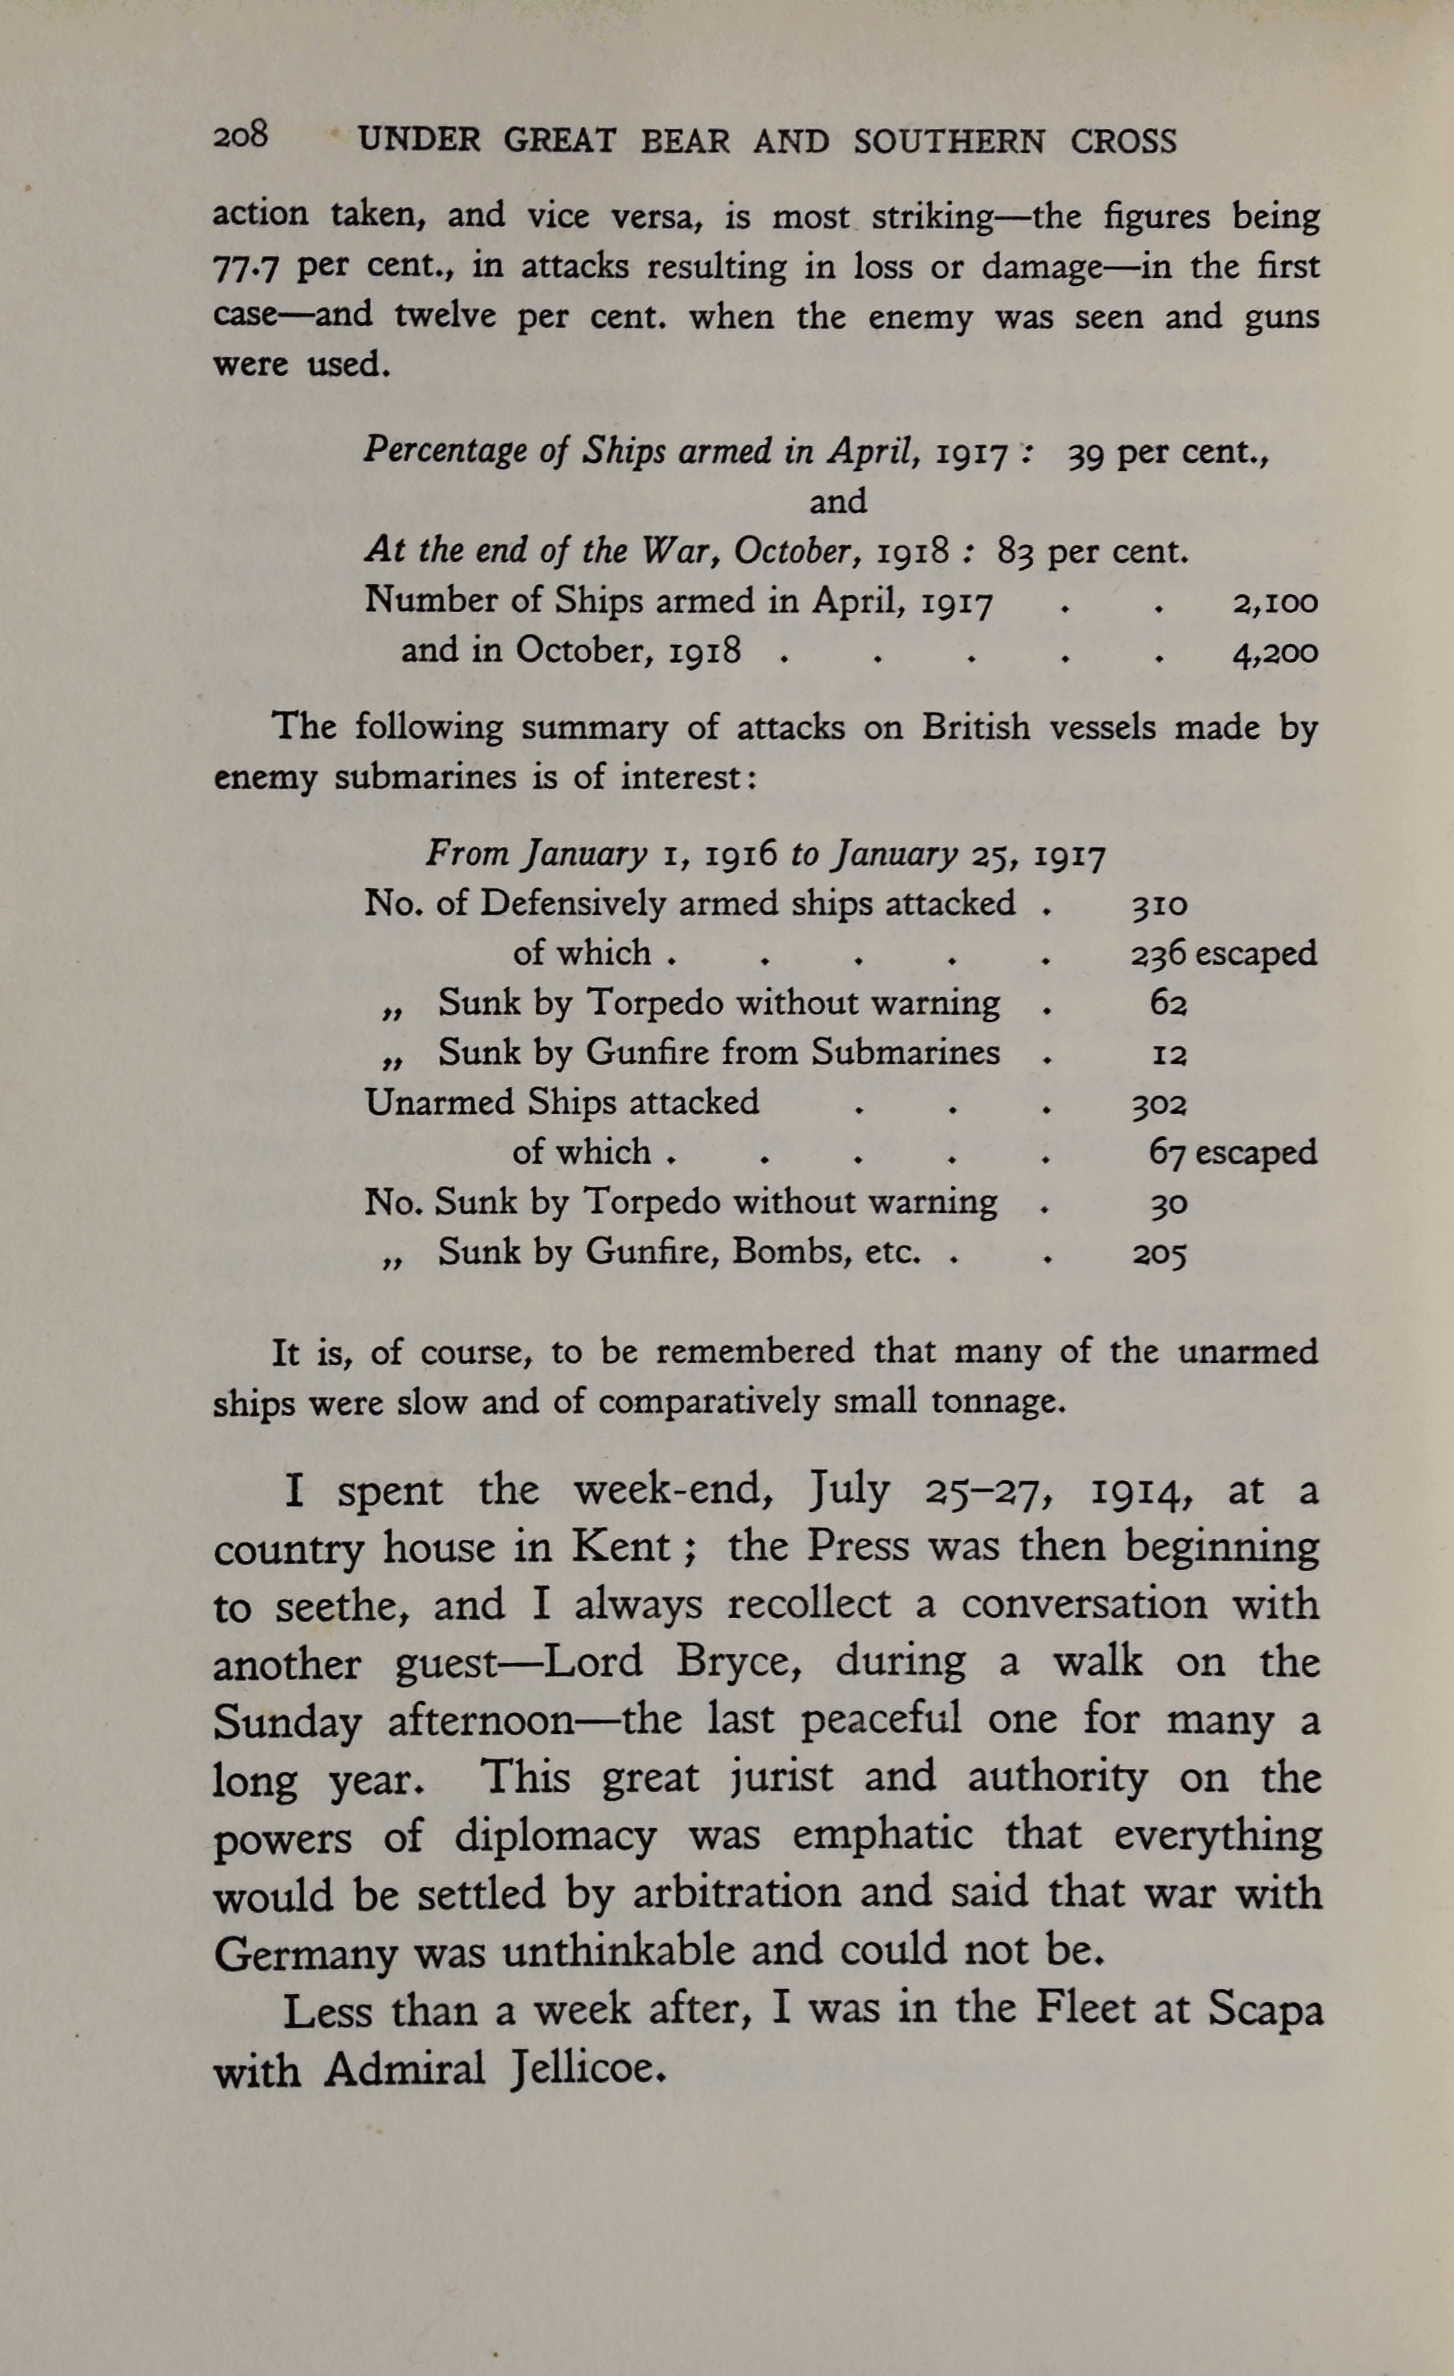 208 UNDER GREAT BEAR AND SOUTHERN CROSS
action taken, and vice versa, is most striking—the figures being
77.7 per cent., in attacks resulting in loss or damage—in the first
case—and twelve per cent. when the enemy was seen and guns
were used.
Percentage of Ships armed in April, 1917 : 39 per cent.,
and
At the end of the War, October, 1918 : 83 per cent.
Number of Ships armed in April, 1917 . . 2,100
and in October, 1918 . . . . . 4,200
The following summary of attacks on British vessels made by
enemy submarines is of interest:
From January 1, 1916 to January 25, 1917
No. of Defensively armed ships attacked . 310
of which . . . . . 236 escaped
„ Sunk by Torpedo without warning . 62
„ Sunk by Gunfire from Submarines . 12
Unarmed Ships attacked . . . 302
of which . . . . . 67 escaped
No. Sunk by Torpedo without warning . 30
„ Sunk by Gunfire, Bombs, etc. . . 205
It is, of course, to be remembered that many of the unarmed
ships were slow and of comparatively small tonnage.
I spent the week-end, July 25–27, 1914, at a
country house in Kent ; the Press was then beginning
to seethe, and I always recollect a conversation with
another guest—Lord Bryce, during a walk on the
Sunday afternoon—the last peaceful one for many a
long year. This great jurist and authority on the
powers of diplomacy was emphatic that everything
would be settled by arbitration and said that war with
Germany was unthinkable and could not be.
Less than a week after, I was in the Fleet at Scapa
with Admiral Jellicoe.